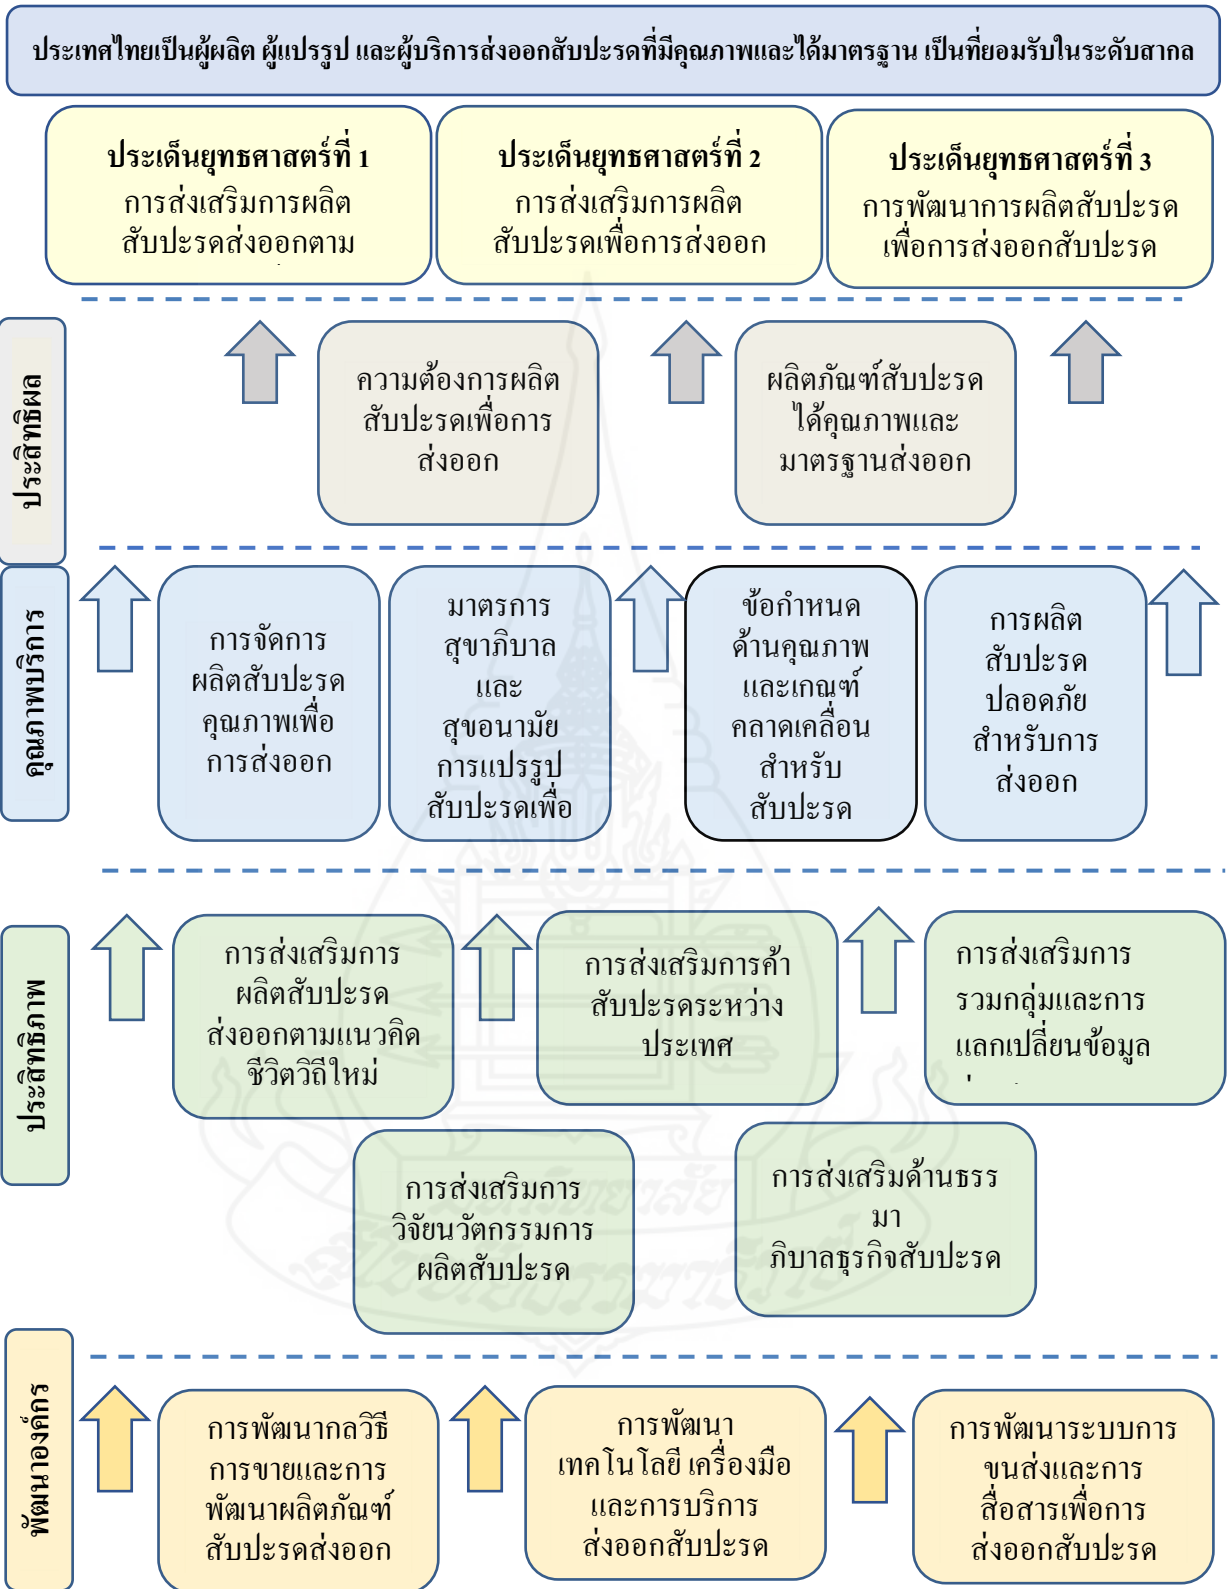 ประเทศไทยเป็นผู้ผลิต ผู้แปรรูป และผู้บริการส่งออกสับปะรดที่มีคุณภาพและได้มาตรฐาน เป็นที่ยอมรับในระดับสากล
ประเด็นยุทธศาสตร์ที่ 1
การส่งเสริมการผลิต
สับปะรดส่งออกตาม
ประเด็นยุทธศาสตร์ที่ 2
การส่งเสริมการผลิต
สับปะรดเพื่อการส่งออก
ประเด็นยุทธศาสตร์ที่ 3
การพัฒนาการผลิตสับปะรด
เพื่อการส่งออกสับปะรด
ประสิทธิผล
ความต้องการผลิต
สับปะรดเพื่อการ
ส่งออก
ผลิตภัณฑ์สับปะรด
ได้คุณภาพและ
มาตรฐานส่งออก
คุณภาพบริการ
การจัดการ
ผลิตสับปะรด
คุณภาพเพื่อ
การส่งออก
มาตรการ
สุขาภิบาล
และ
สุขอนามัย
การแปรรูป
สับปะรดเพื่อ
ข้อกำหนด
ด้านคุณภาพ
และเกณฑ์
คลาดเคลื่อน
สำหรับ
สับปะรด
การผลิต
สับปะรด
ปลอดภัย
สำหรับการ
ส่งออก
ประสิทธิภาพ
การส่งเสริมการ
ผลิตสับปะรด
ส่งออกตามแนวคิด
ชีวิตวิถีใหม่
การส่งเสริมการค้า
สับปะรดระหว่าง
ประเทศ
การส่งเสริมการ
รวมกลุ่มและการ
แลกเปลี่ยนข้อมูล
การส่งเสริมการ
วิจัยนวัตกรรมการ
ผลิตสับปะรด
การส่งเสริมด้านธรร
มา
ภิบาลธุรกิจสับปะรด
พัฒนาองค์กร
การพัฒนากลวิธี
การขายและการ
พัฒนาผลิตภัณฑ์
สับปะรดส่งออก
การพัฒนา
เทคโนโลยี เครื่องมือ
และการบริการ
ส่งออกสับปะรด
การพัฒนาระบบการ
ขนส่งและการ
สื่อสารเพื่อการ
ส่งออกสับปะรด